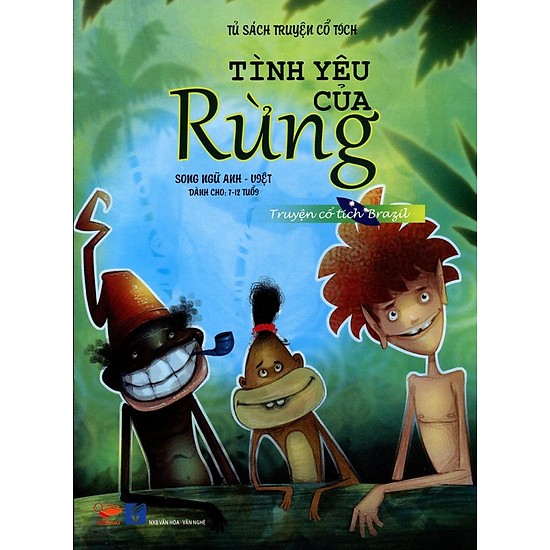 TỦ SÁCH TRUYỆN CỔ TÍCH
TÌNH YÊU
CỦA
Rừng
SONG NGỮ ANH - VIỆT
DÀNH CHO: 7-12 TUỔI
Truyện cổ tích Brazil
NXB VĂN HÓA - VĂN NGHỆ